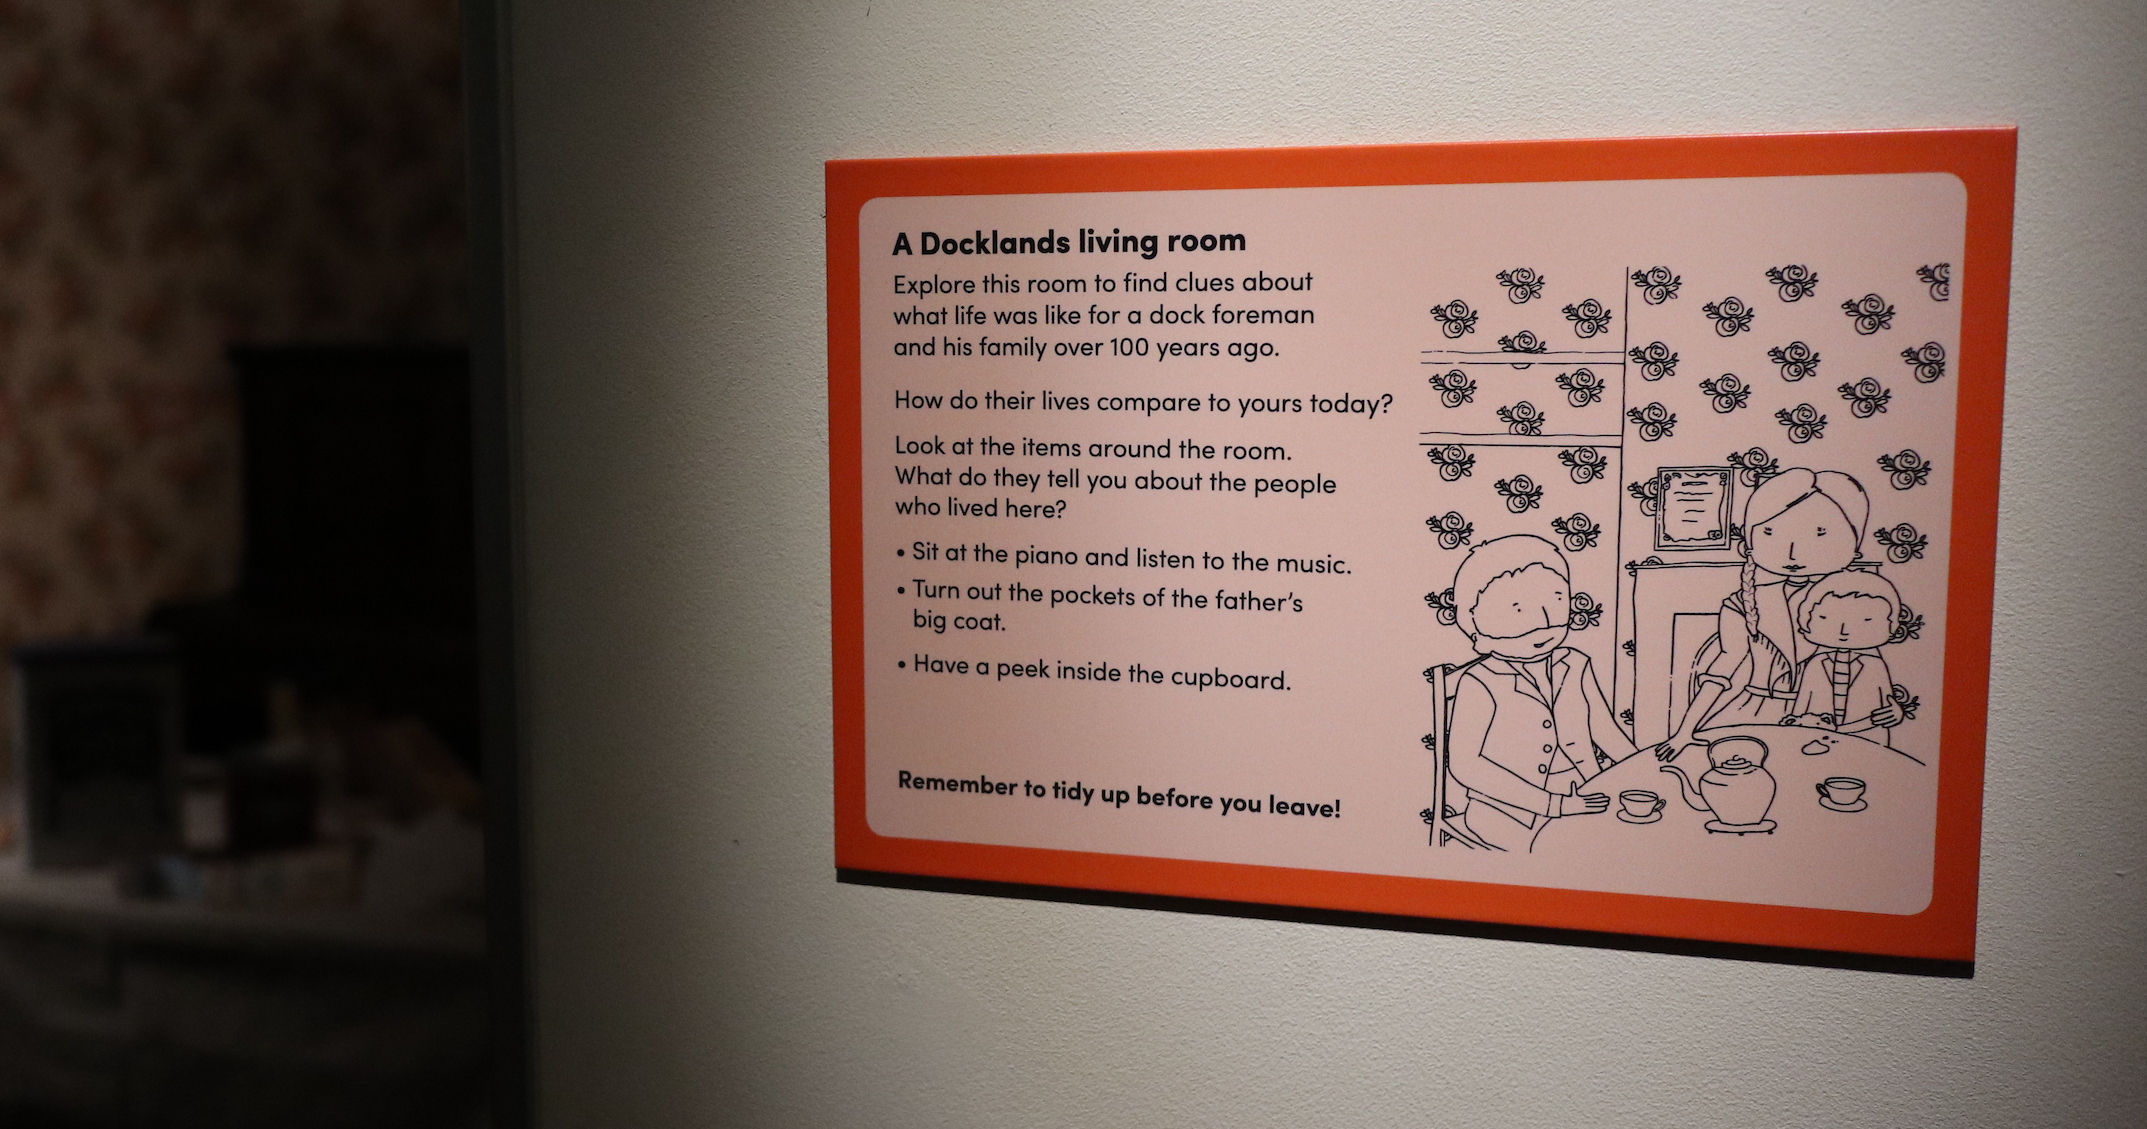 A Docklands living room
Explore this room to find clues about
what life was like for a dock foreman
and his family over 100 years ago.
How do their lives compare to yours today?
Look at the items around the room.
What do they tell you about the people
who lived here?
• Sit at the piano and listen to the music.
• Turn out the pockets of the father’s
big coat.
• Have a peek inside the cupboard.
Remember to tidy up before you leave!